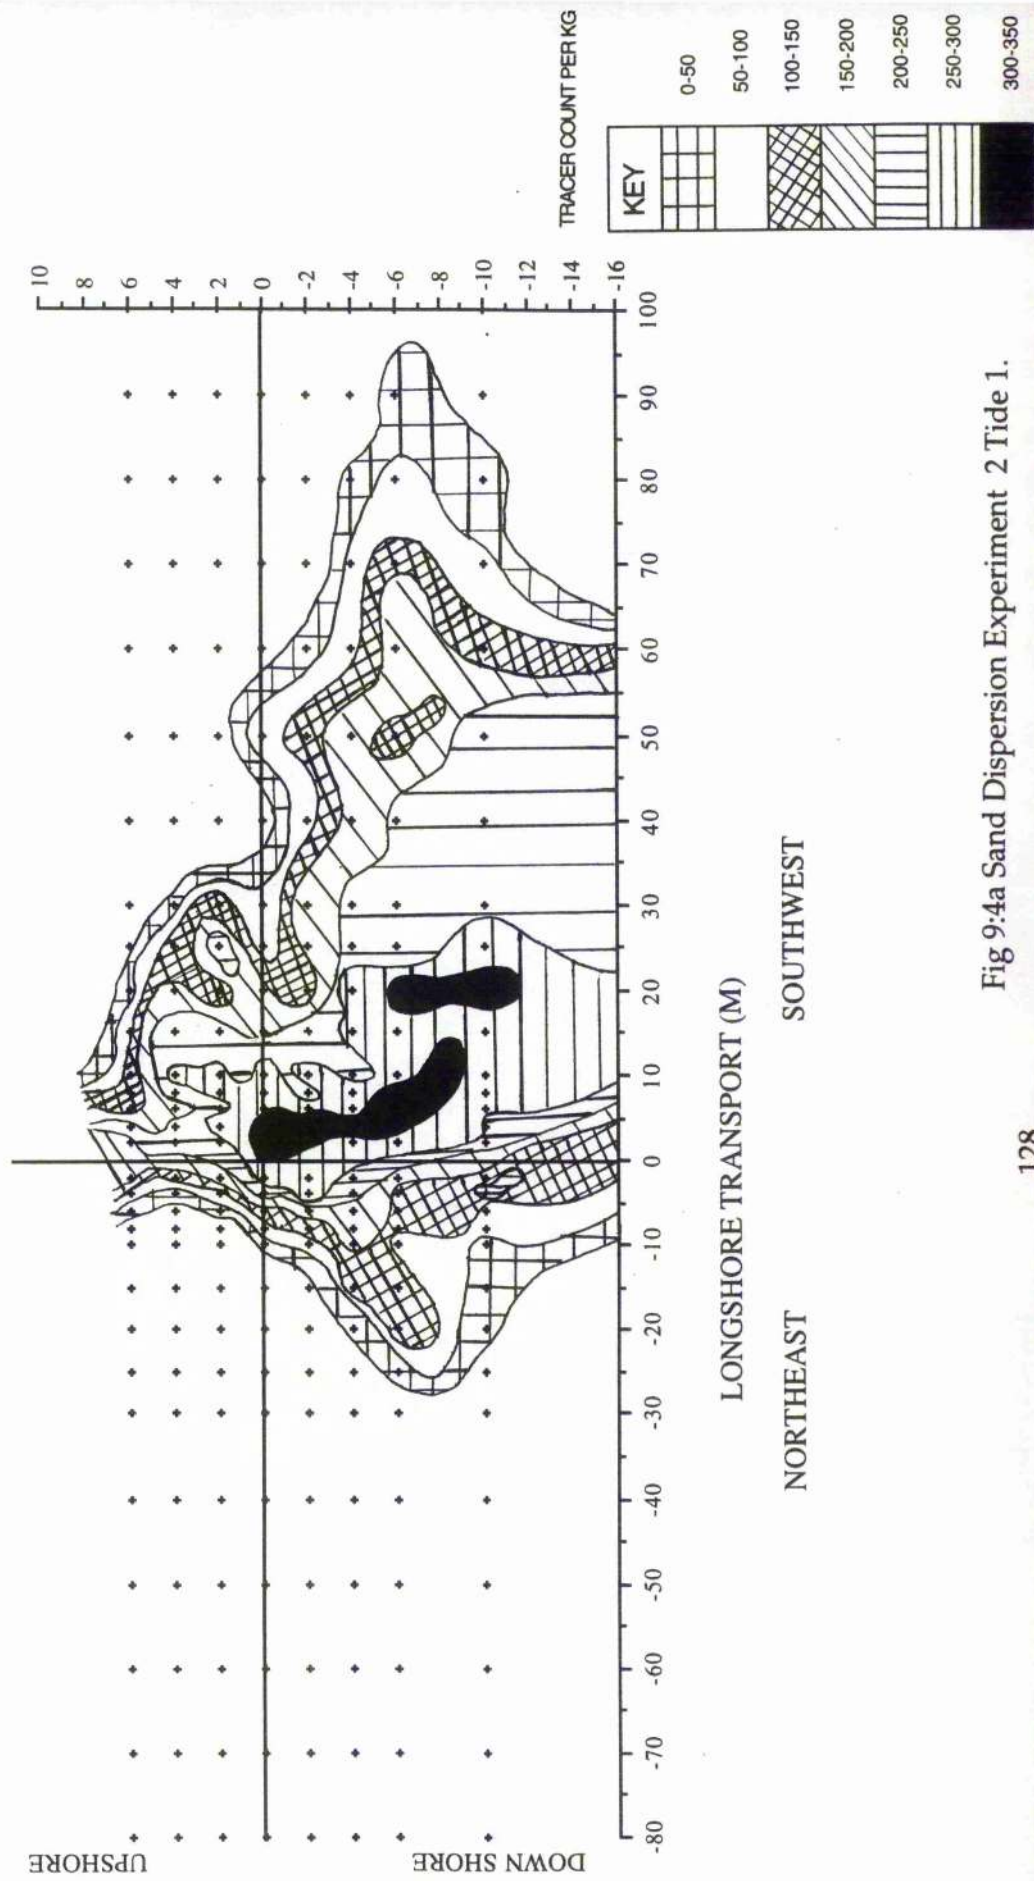 TRACER COUNT PER KG
KEY
0-50
50-100
100-150
150-200
200-250
250-300
300-350
UPSHORE
DOWN SHORE
10
8
6
4
2
0
-2
-4
-6
-8
-10
-12
-14
-16
-80 -70 -60 -50 -40 -30 -20 -10 0 10 20 30 40 50 60 70 80 90 100
LONGSHORE TRANSPORT (M)
NORTHEAST SOUTHWEST
Fig 9:4a Sand Dispersion Experiment 2 Tide 1.
128